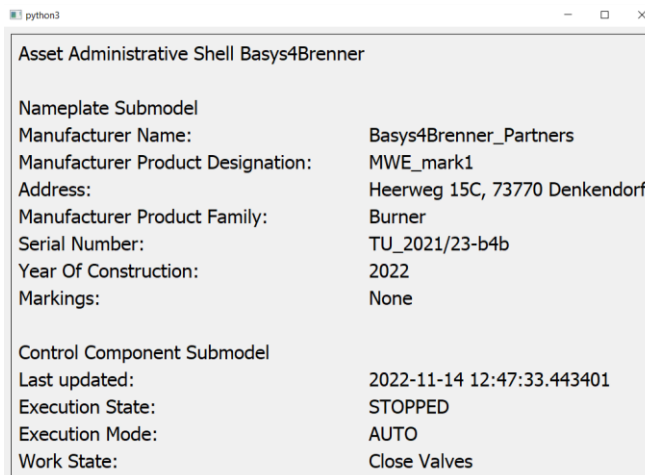 python3
Asset Administrative Shell Basys4Brenner
Nameplate Submodel
Manufacturer Name: Basys4Brenner_Partners
Manufacturer Product Designation: MWE_mark1
Address: Heerweg 15C, 73770 Denkendorf
Manufacturer Product Family: Burner
Serial Number: TU_2021/23-b4b
Year Of Construction: 2022
Markings: None
Control Component Submodel
Last updated: 2022-11-14 12:47:33.443401
Execution State: STOPPED
Execution Mode: AUTO
Work State: Close Valves